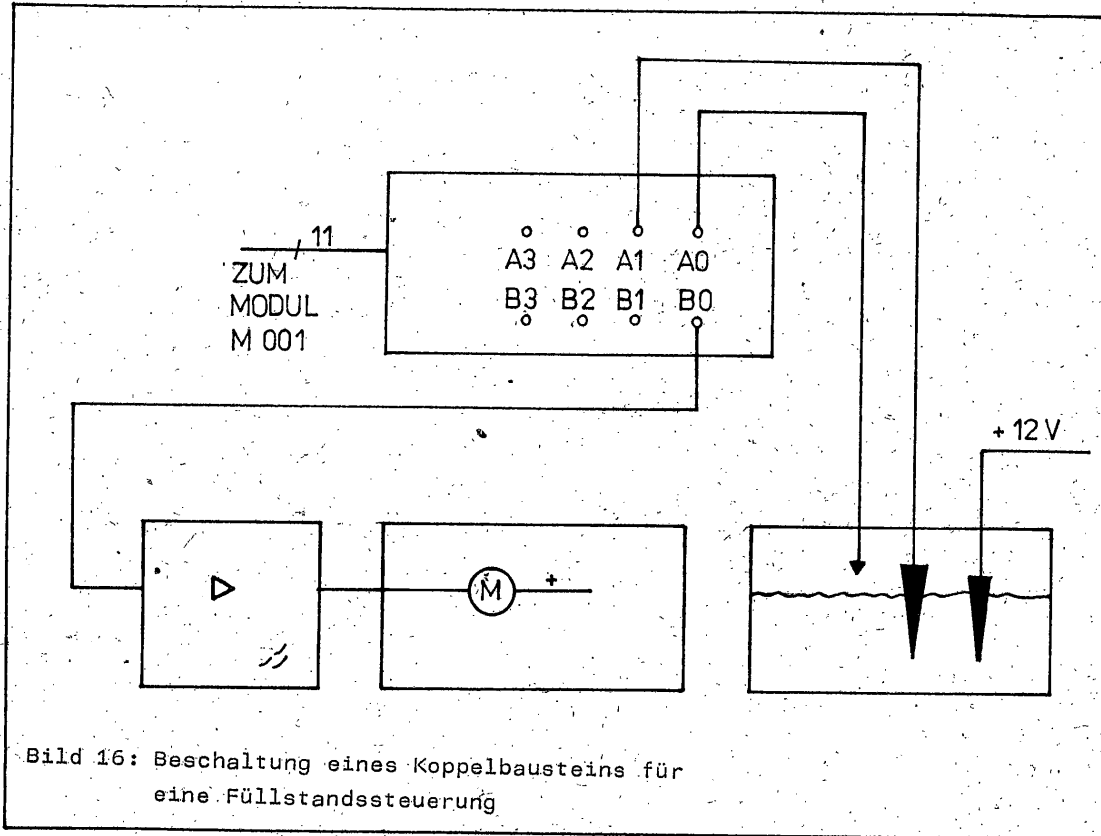 11
ZUM
MODUL
M 001
A3 A2 A1 A0
B3 B2 B1 B0
+ 12 V
M +
Bild 16: Beschaltung eines Koppelbausteins für
eine Füllstandssteuerung